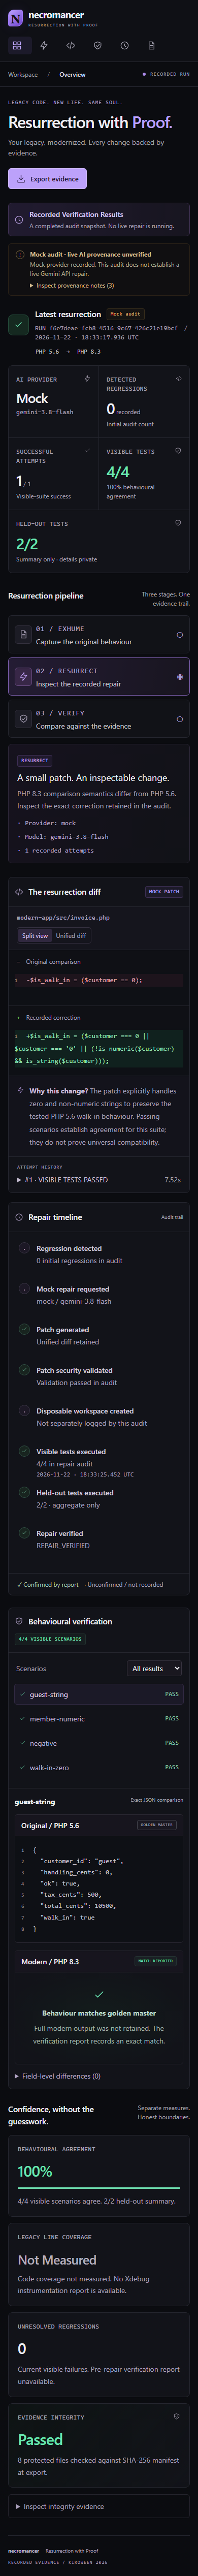 necromancer
RESURRECTION WITH PROOF
Workspace / Overview
RECORDED RUN
LEGACY CODE. NEW LIFE. SAME SOUL.
Resurrection with Proof.
Your legacy, modernized. Every change backed by
evidence.
Export evidence
Recorded Verification Results
A completed audit snapshot. No live repair is running.
Mock audit · live AI provenance unverified
Mock provider recorded. This audit does not establish a
live Gemini API repair.
▶ Inspect provenance notes (3)
Latest resurrection Mock audit
RUN f6e7deae-fcb8-4516-9c67-426c21e19bcf /
2026-11-22 · 18:33:17.936 UTC
PHP 5.6 → PHP 8.3
AI PROVIDER
Mock
gemini-3.8-flash
DETECTED
REGRESSIONS
0 recorded
Initial audit count
SUCCESSFUL
ATTEMPTS
1 / 1
Visible-suite success
VISIBLE TESTS
4/4
100% behavioural
agreement
HELD-OUT TESTS
2/2
Summary only · details private
Resurrection pipeline
Three stages. One
evidence trail.
01 / EXHUME
Capture the original behaviour
02 / RESURRECT
Inspect the recorded repair
03 / VERIFY
Compare against the evidence
RESURRECT
A small patch. An inspectable change.
PHP 8.3 comparison semantics differ from PHP 5.6.
Inspect the exact correction retained in the audit.
• Provider: mock
• Model: gemini-3.8-flash
• 1 recorded attempts
The resurrection diff
MOCK PATCH
modern-app/src/invoice.php
Split view Unified diff
− Original comparison
1 -$is_walk_in = ($customer == 0);
+ Recorded correction
1 +$is_walk_in = ($customer === 0 ||
$customer === '0' || (!is_numeric($customer)
&& is_string($customer)));
Why this change? The patch explicitly handles
zero and non-numeric strings to preserve the
tested PHP 5.6 walk-in behaviour. Passing
scenarios establish agreement for this suite;
they do not prove universal compatibility.
ATTEMPT HISTORY
▶ #1 · VISIBLE TESTS PASSED 7.52s
Repair timeline
Audit trail
Regression detected
0 initial regressions in audit
Mock repair requested
mock / gemini-3.8-flash
Patch generated
Unified diff retained
Patch security validated
Validation passed in audit
Disposable workspace created
Not separately logged by this audit
Visible tests executed
4/4 in repair audit
2026-11-22 · 18:33:25.452 UTC
Held-out tests executed
2/2 · aggregate only
Repair verified
REPAIR_VERIFIED
✓ Confirmed by report · Unconfirmed / not recorded
Behavioural verification
4/4 VISIBLE SCENARIOS
Scenarios All results
guest-string PASS
member-numeric PASS
negative PASS
walk-in-zero PASS
guest-string
Exact JSON comparison
Original / PHP 5.6
GOLDEN MASTER
1 {
2 "customer_id": "guest",
3 "handling_cents": 0,
4 "ok": true,
5 "tax_cents": 500,
6 "total_cents": 10500,
7 "walk_in": true
8 }
Modern / PHP 8.3
MATCH REPORTED
Behaviour matches golden master
Full modern output was not retained. The
verification report records an exact match.
▶ Field-level differences (0)
Confidence, without the
guesswork.
Separate measures.
Honest boundaries.
BEHAVIOURAL AGREEMENT
100%
4/4 visible scenarios agree. 2/2 held-out summary.
LEGACY LINE COVERAGE
Not Measured
Code coverage not measured. No Xdebug
instrumentation report is available.
UNRESOLVED REGRESSIONS
0
Current visible failures. Pre-repair verification report
unavailable.
EVIDENCE INTEGRITY
Passed
8 protected files checked against SHA-256 manifest
at export.
▶ Inspect integrity evidence
necromancer Resurrection with Proof
RECORDED EVIDENCE / KIROWEEN 2026